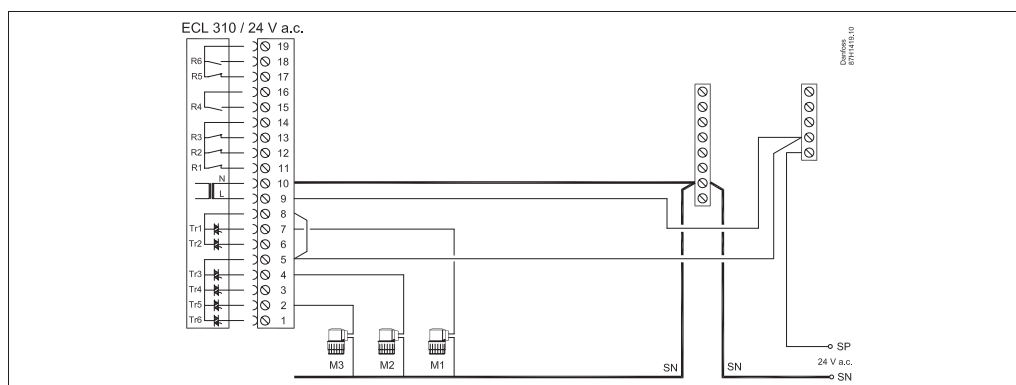 ECL 310 / 24 V a.c.
19
R6 18
R5 17
16
R4 15
14
R3 13
R2 12
R1 11
N 10
L 9
8
Tr1 7
Tr2 6
5
Tr3 4
Tr4 3
Tr5 2
Tr6 1
M3 M2 M1
SN SN
SP
24 V a.c.
SN
Danfoss
87H1419.10